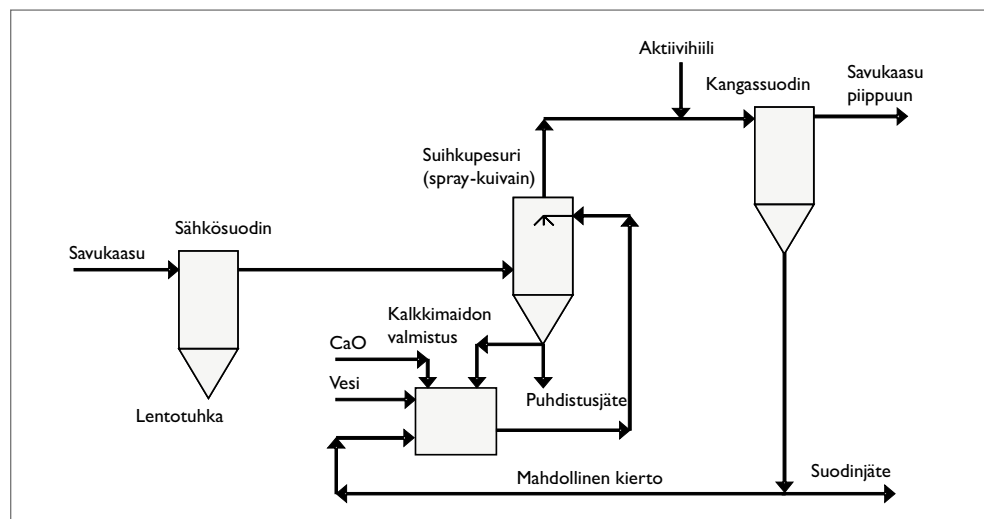 Aktiivihiili
Kangassuodin
Savukaasu
piippuun
Suihkupesuri
(spray-kuivain)
Sähkösuodin
Savukaasu
Kalkkimaidon
valmistus
CaO
Vesi
Puhdistusjäte
Lentotuhka
Mahdollinen kierto
Suodinjäte